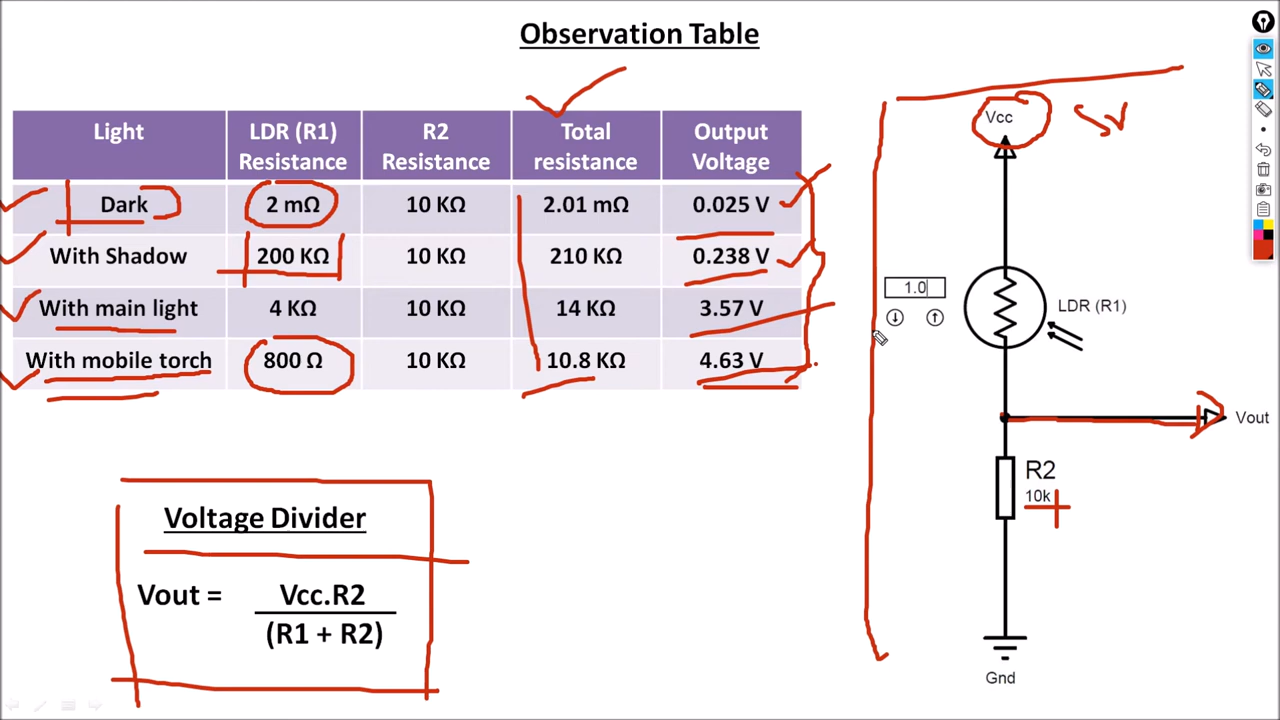 Observation Table
Light LDR (R1) Resistance R2 Resistance Total resistance Output Voltage
Dark 2 mΩ 10 KΩ 2.01 mΩ 0.025 V
With Shadow 200 KΩ 10 KΩ 210 KΩ 0.238 V
With main light 4 KΩ 10 KΩ 14 KΩ 3.57 V
With mobile torch 800 Ω 10 KΩ 10.8 KΩ 4.63 V
Voltage Divider
Vout = Vcc.R2
(R1 + R2)
Vcc
1.0
LDR (R1)
Vout
R2
10k
Gnd